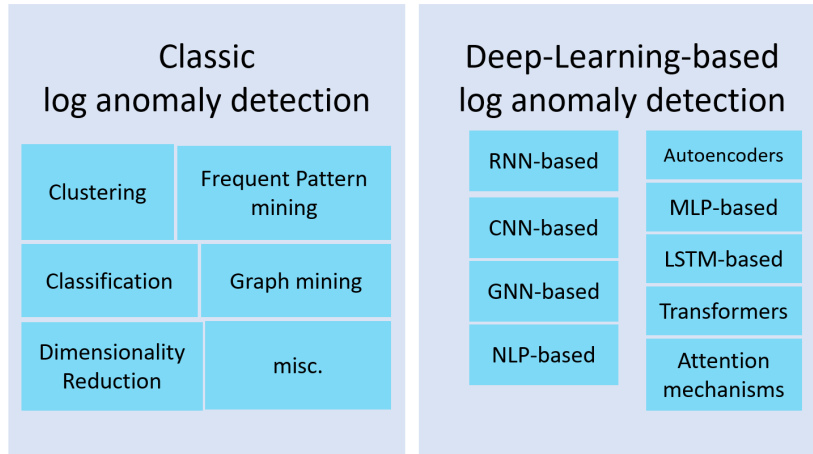 Classic
log anomaly detection
Clustering
Frequent Pattern
mining
Classification
Graph mining
Dimensionality
Reduction
misc.
Deep-Learning-based
log anomaly detection
RNN-based
CNN-based
GNN-based
NLP-based
Autoencoders
MLP-based
LSTM-based
Transformers
Attention
mechanisms